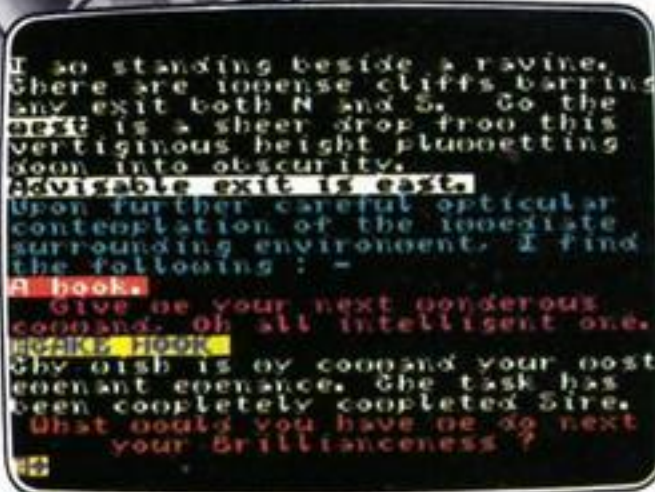 I am standing beside a ravine.
There are immense cliffs barring
any exit both N and S. To the
west is a sheer drop from this
vertiginous height plummetting
down into obscurity.
Advisable exit is east.
Upon further careful opticular
contemplation of the immediate
surrounding environment, I find
the following : -
A hook.
Give me your next wonderous
command, Oh all intelligent one.
TAKE HOOK
Thy wish is my command your most
emenant emenance. The task has
been completely completed Sire.
What would you have me do next
your Brillianceness ?